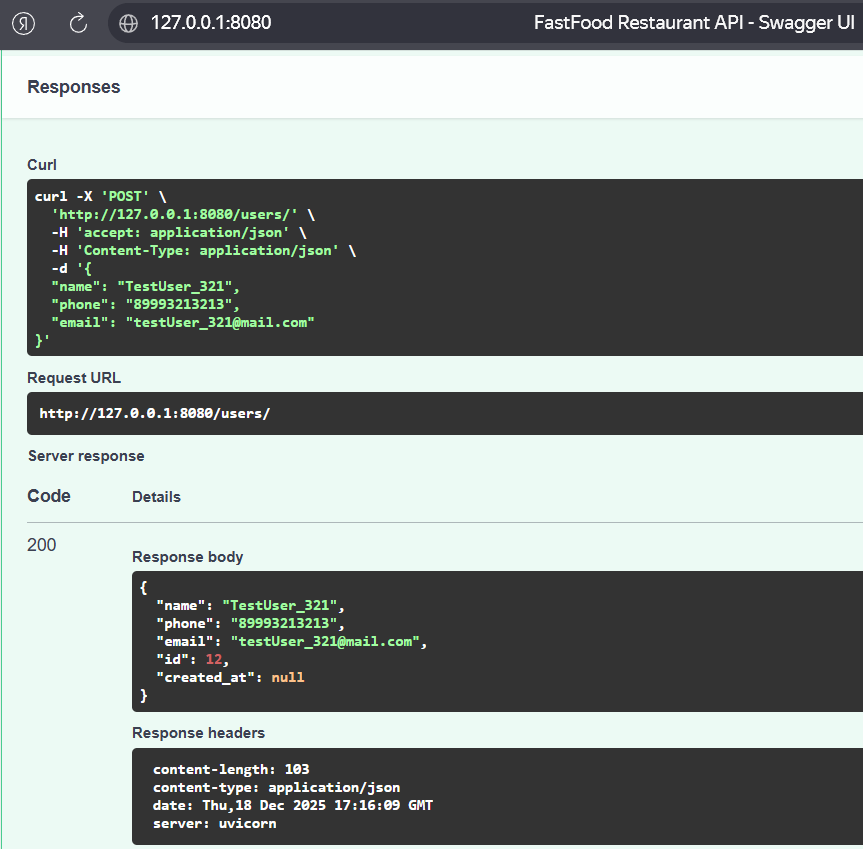 Я
127.0.0.1:8080 FastFood Restaurant API - Swagger UI
Responses
Curl
curl -X 'POST' \
  'http://127.0.0.1:8080/users/' \
  -H 'accept: application/json' \
  -H 'Content-Type: application/json' \
  -d '{
  "name": "TestUser_321",
  "phone": "89993213213",
  "email": "testUser_321@mail.com"
}'
Request URL
http://127.0.0.1:8080/users/
Server response
Code Details
200
Response body
{
  "name": "TestUser_321",
  "phone": "89993213213",
  "email": "testUser_321@mail.com",
  "id": 12,
  "created_at": null
}
Response headers
content-length: 103
content-type: application/json
date: Thu,18 Dec 2025 17:16:09 GMT
server: uvicorn